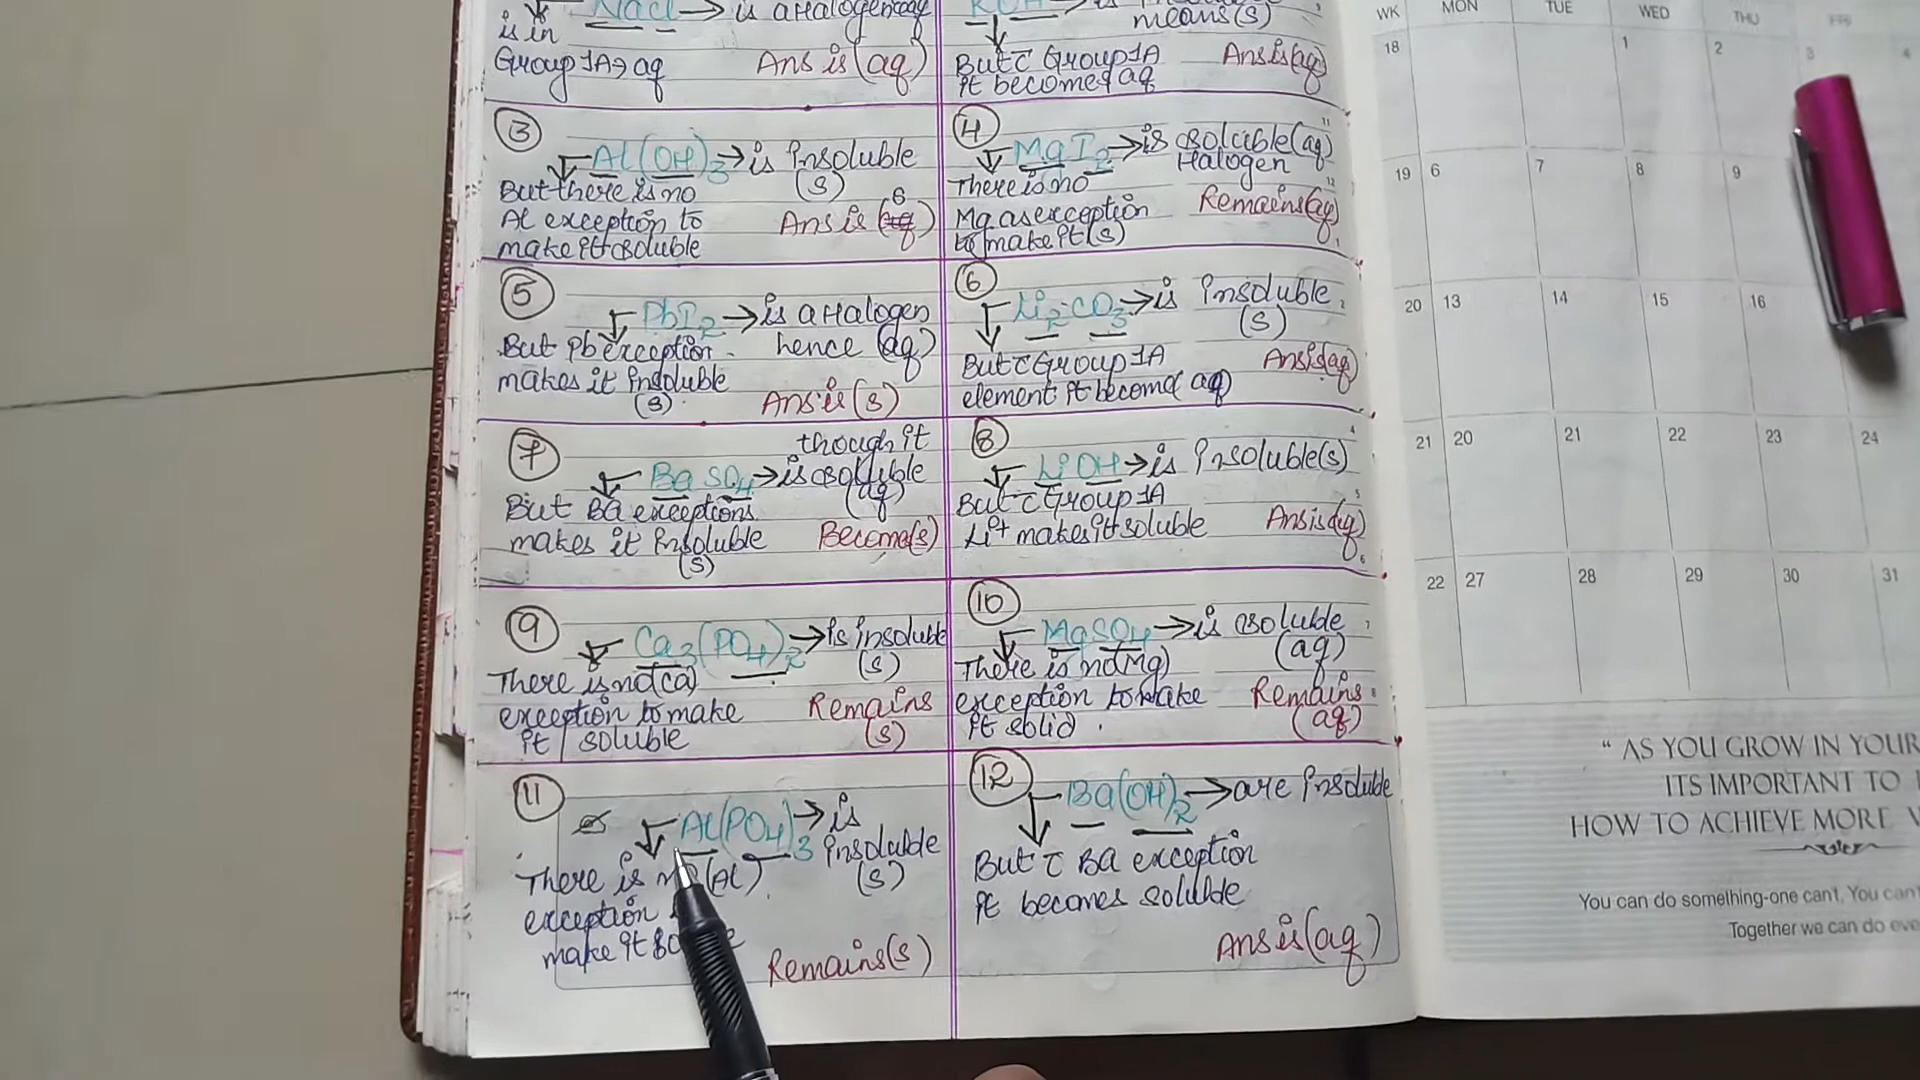 NaCl → is a Halogen
is in
Group 1A → aq Ans is (aq)
means (s)
But c̄ Group 1A Ans is (aq)
it becomes aq
③
Al(OH)3 → is insoluble
(s)
But there is no
Al exception to Ans is (s)
make it soluble
④
MgI2 → is soluble (aq)
Halogen
There is no
Mg as exception Remains (aq)
to make it (s)
⑤
PbI2 → is a Halogen
But Pb exception hence (aq)
makes it insoluble
(s) Ans is (s)
⑥
Li2CO3 → is insoluble
(s)
But c̄ Group 1A Ans is (aq)
element it becomes aq
⑦ though it
BaSO4 → is soluble
(aq)
But Ba exceptions
makes it insoluble Becomes (s)
(s)
⑧
LiOH → is insoluble (s)
But c̄ Group 1A
Li+ makes it soluble Ans is (aq)
⑨
Ca3(PO4)2 → is insoluble
(s)
There is no (Ca)
exception to make Remains
it soluble (s)
⑩
MgSO4 → is soluble
(aq)
There is no (Mg)
exception to make Remains
it solid. (aq)
⑪
Al(PO4)3 → is
insoluble
There is no (Al) (s)
exception
make it
Remains (s)
⑫
Ba(OH)2 → are insoluble
But c̄ BA exception
it becomes soluble
Ans is (aq)
WK MON TUE WED THU FRI
18 1 2 3 4
19 6 7 8 9
20 13 14 15 16
21 20 21 22 23 24
22 27 28 29 30 31
“ AS YOU GROW IN YOUR
ITS IMPORTANT TO
HOW TO ACHIEVE MORE
You can do something-one cant, You can
Together we can do